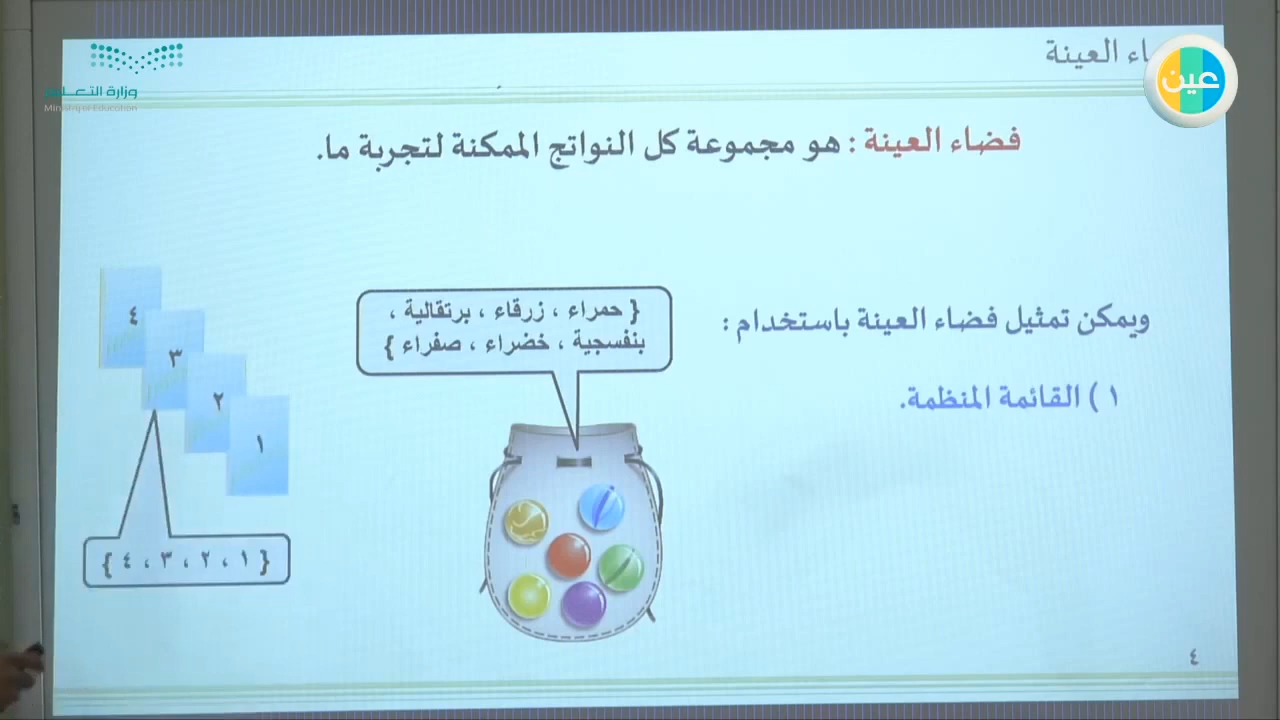 وزارة التعليم
Ministry of Education
العينة
عين
فضاء العينة : هو مجموعة كل النواتج الممكنة لتجربة ما.
ويمكن تمثيل فضاء العينة باستخدام :
١ ) القائمة المنظمة.
{ حمراء ، زرقاء ، برتقالية ،
بنفسجية ، خضراء ، صفراء }
٤
٣
٢
١
{ ١ ، ٢ ، ٣ ، ٤ }
٤